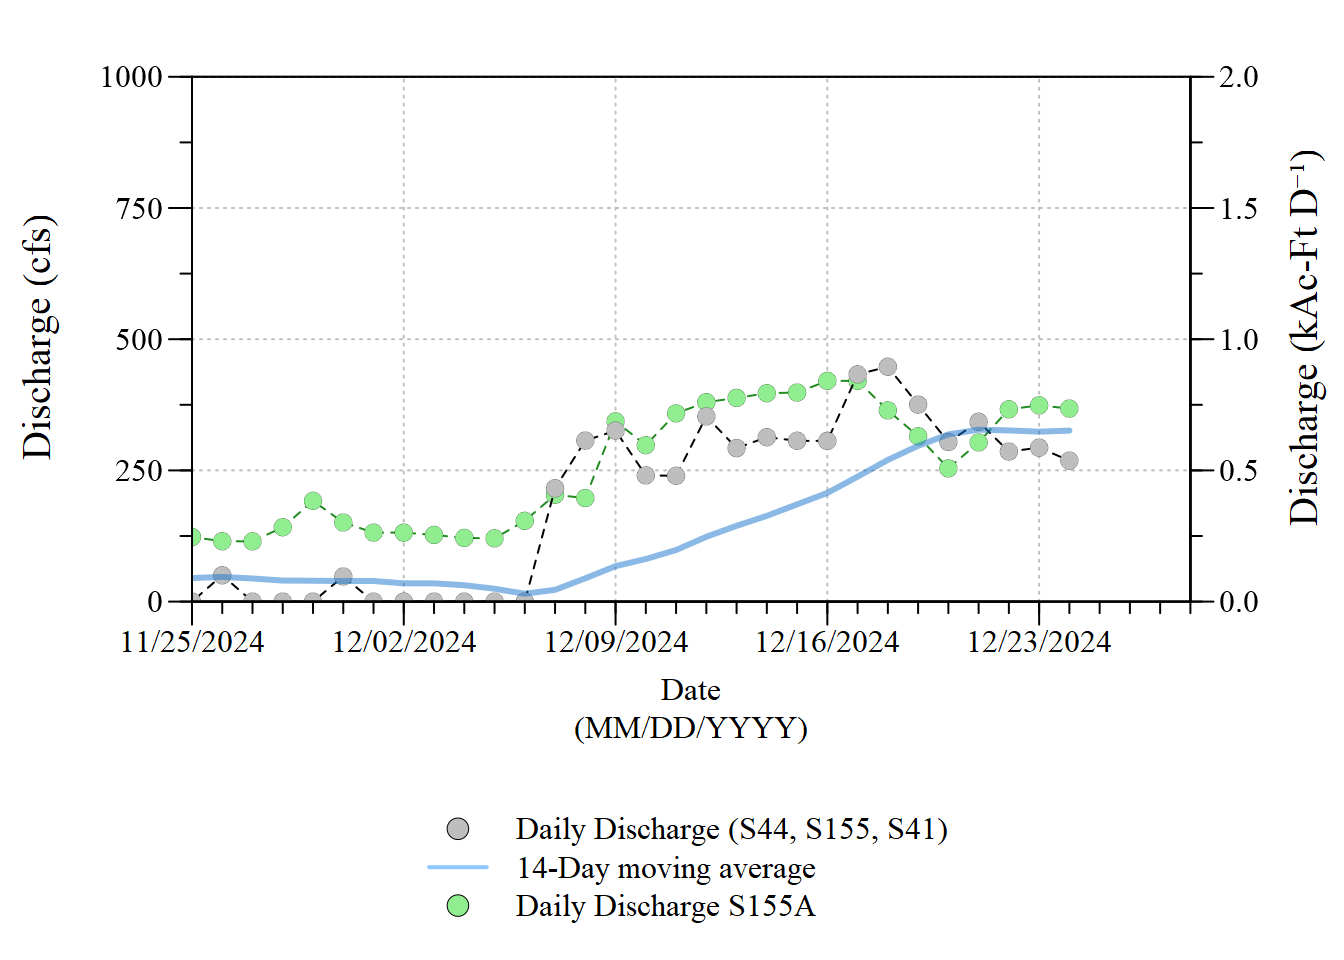 1000
750
500
250
0
Discharge (cfs)
2.0
1.5
1.0
0.5
0.0
Discharge (kAc-Ft D⁻¹)
11/25/2024 12/02/2024 12/09/2024 12/16/2024 12/23/2024
Date
(MM/DD/YYYY)
Daily Discharge (S44, S155, S41)
14-Day moving average
Daily Discharge S155A